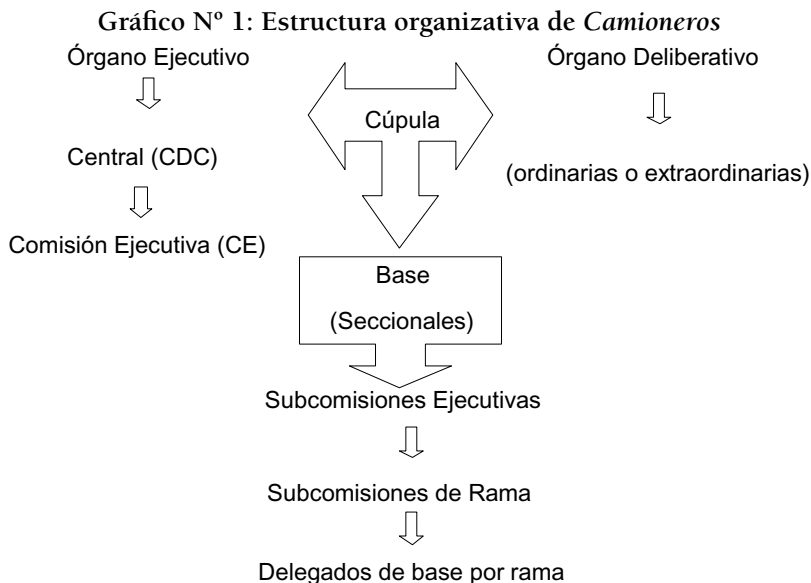 Gráfico Nº 1: Estructura organizativa de Camioneros
Órgano Ejecutivo
Órgano Deliberativo
Cúpula
Central (CDC)
(ordinarias o extraordinarias)
Comisión Ejecutiva (CE)
Base
(Seccionales)
Subcomisiones Ejecutivas
Subcomisiones de Rama
Delegados de base por rama